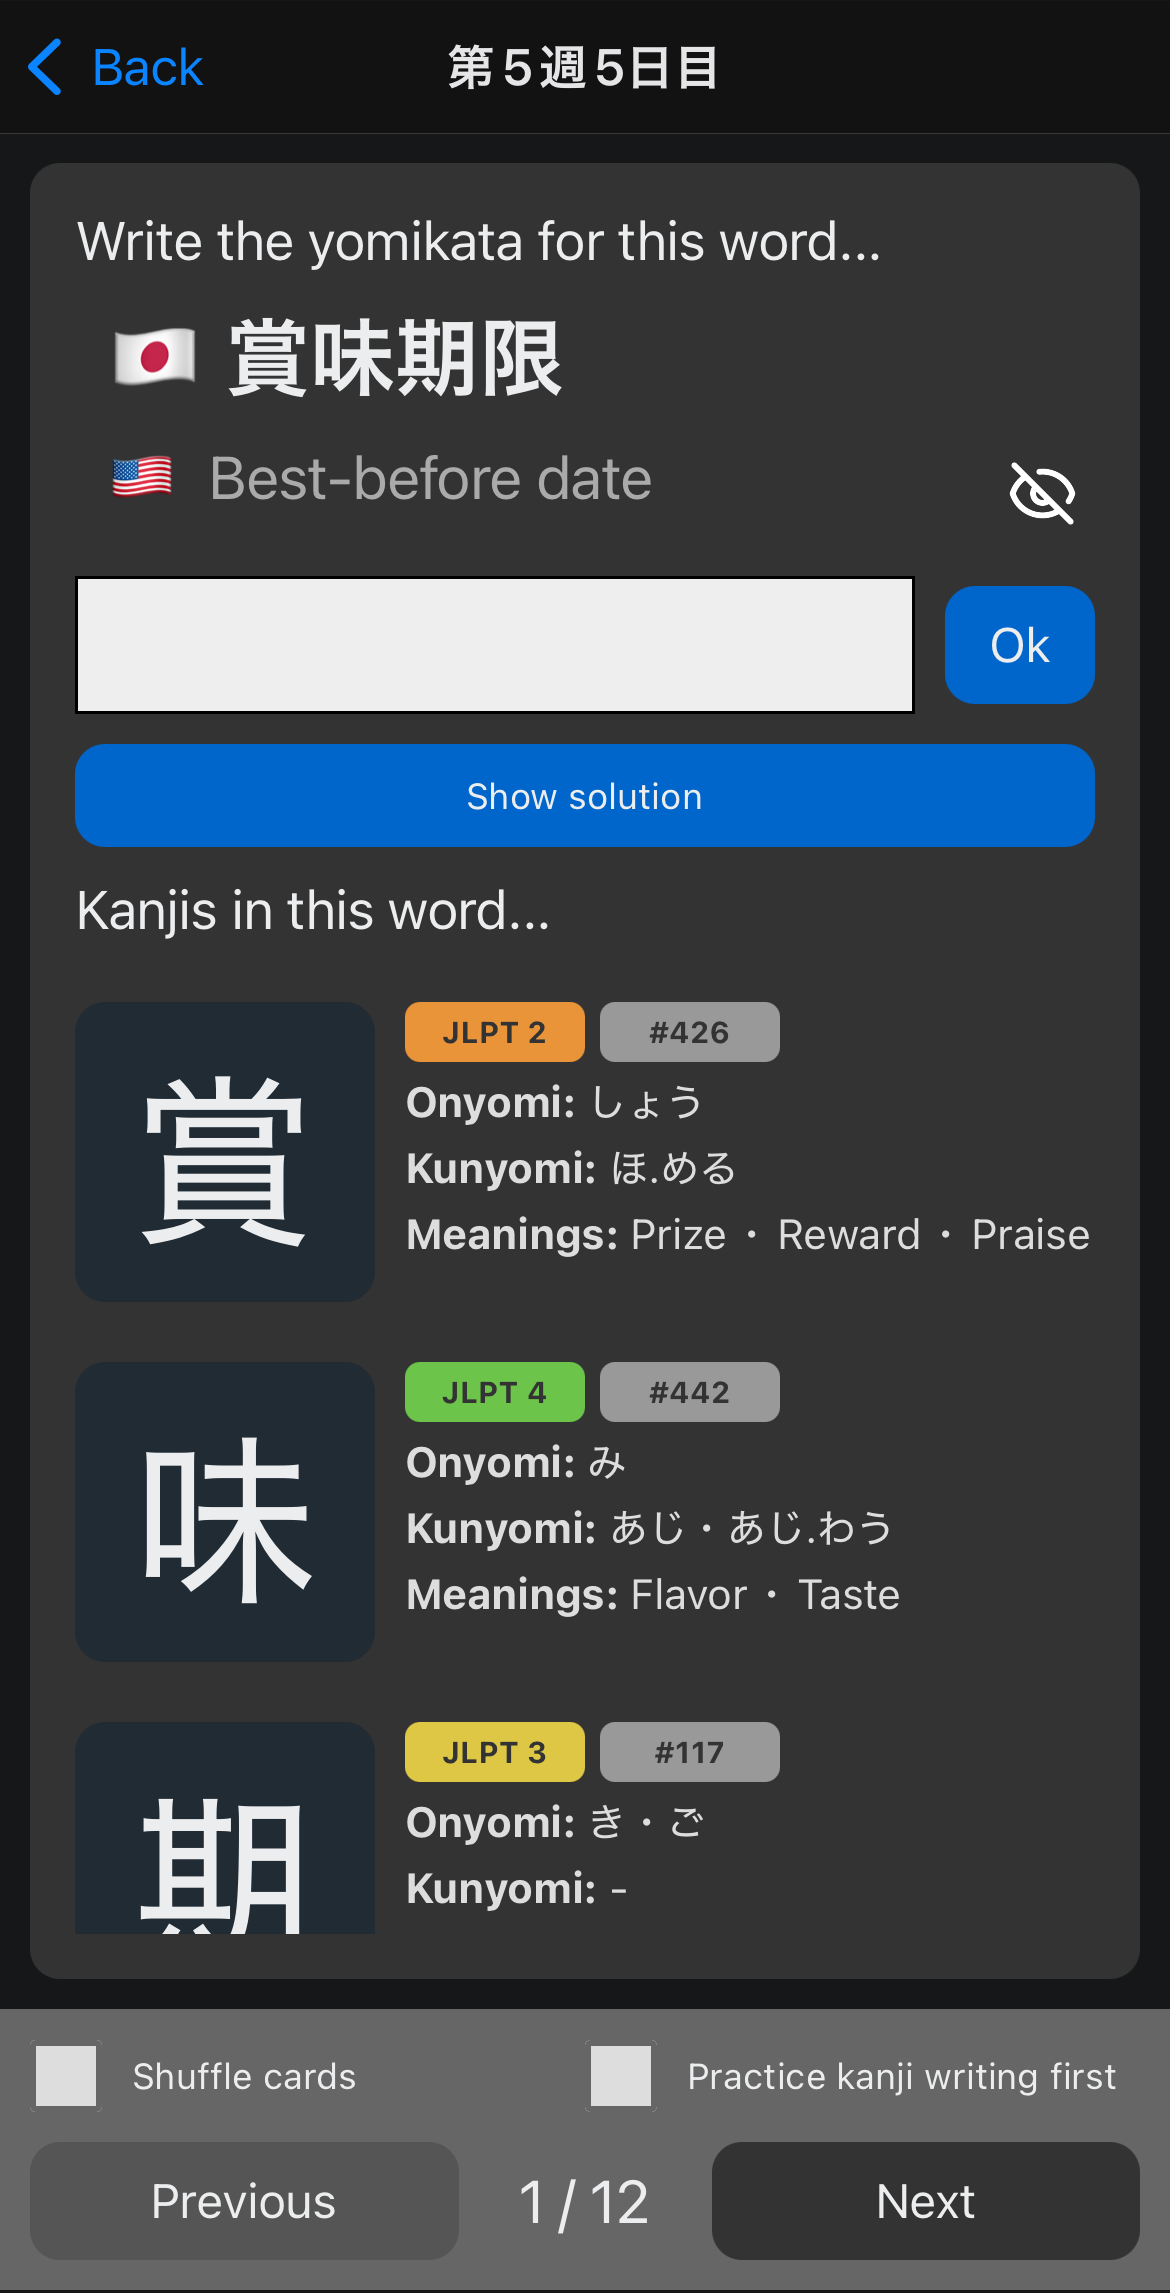 Back
第5週5日目
Write the yomikata for this word...
賞味期限
Best-before date
Ok
Show solution
Kanjis in this word...
賞
JLPT 2 #426
Onyomi: しょう
Kunyomi: ほ.める
Meanings: Prize・Reward・Praise
味
JLPT 4 #442
Onyomi: み
Kunyomi: あじ・あじ.わう
Meanings: Flavor・Taste
期
JLPT 3 #117
Onyomi: き・ご
Kunyomi: -
Shuffle cards
Practice kanji writing first
Previous
1 / 12
Next